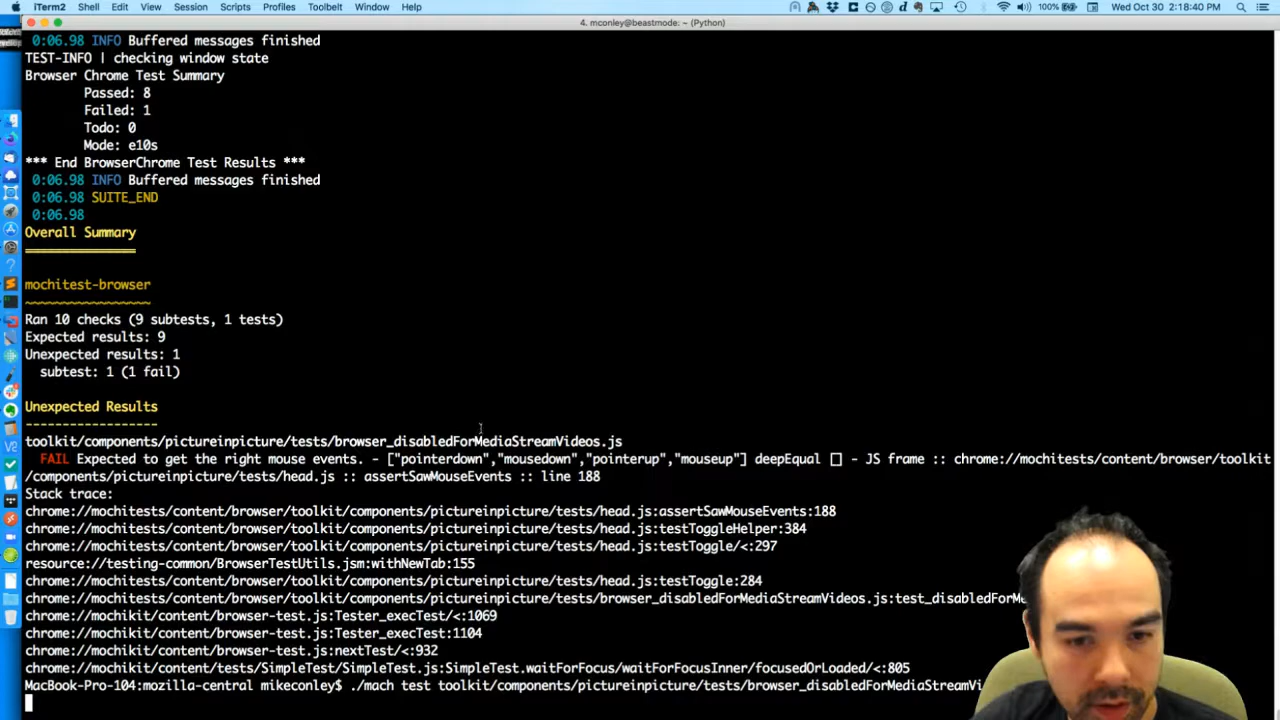 iTerm2 Shell Edit View Session Scripts Profiles Toolbelt Window Help 100% Wed Oct 30 2:18:40 PM
4. mconley@beastmode: ~ (Python)
0:06.98 INFO Buffered messages finished
TEST-INFO | checking window state
Browser Chrome Test Summary
Passed: 8
Failed: 1
Todo: 0
Mode: e10s
*** End BrowserChrome Test Results ***
0:06.98 INFO Buffered messages finished
0:06.98 SUITE_END
0:06.98
Overall Summary
===============
mochitest-browser
~~~~~~~~~~~~~~~~~
Ran 10 checks (9 subtests, 1 tests)
Expected results: 9
Unexpected results: 1
subtest: 1 (1 fail)
Unexpected Results
------------------
toolkit/components/pictureinpicture/tests/browser_disabledForMediaStreamVideos.js
FAIL Expected to get the right mouse events. - ["pointerdown","mousedown","pointerup","mouseup"] deepEqual [] - JS frame :: chrome://mochitests/content/browser/toolkit
/components/pictureinpicture/tests/head.js :: assertSawMouseEvents :: line 188
Stack trace:
chrome://mochitests/content/browser/toolkit/components/pictureinpicture/tests/head.js:assertSawMouseEvents:188
chrome://mochitests/content/browser/toolkit/components/pictureinpicture/tests/head.js:testToggleHelper:384
chrome://mochitests/content/browser/toolkit/components/pictureinpicture/tests/head.js:testToggle/<:297
resource://testing-common/BrowserTestUtils.jsm:withNewTab:155
chrome://mochitests/content/browser/toolkit/components/pictureinpicture/tests/head.js:testToggle:284
chrome://mochitests/content/browser/toolkit/components/pictureinpicture/tests/browser_disabledForMediaStreamVideos.js:test_disabledForMe
chrome://mochikit/content/browser-test.js:Tester_execTest/<:1069
chrome://mochikit/content/browser-test.js:Tester_execTest:1104
chrome://mochikit/content/browser-test.js:nextTest/<:932
chrome://mochikit/content/tests/SimpleTest/SimpleTest.js:SimpleTest.waitForFocus/waitForFocusInner/focusedOrLoaded/<:805
MacBook-Pro-104:mozilla-central mikeconley$ ./mach test toolkit/components/pictureinpicture/tests/browser_disabledForMediaStreamVi